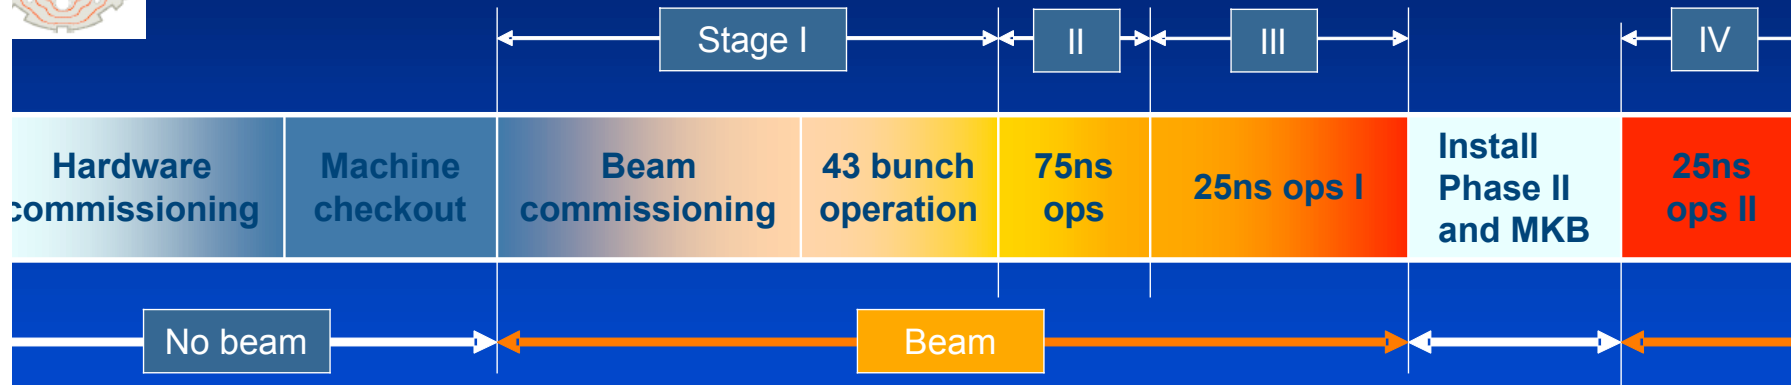 Stage I
II
III
IV
Hardware
commissioning
Machine
checkout
Beam
commissioning
43 bunch
operation
75ns
ops
25ns ops I
Install
Phase II
and MKB
25ns
ops II
No beam
Beam